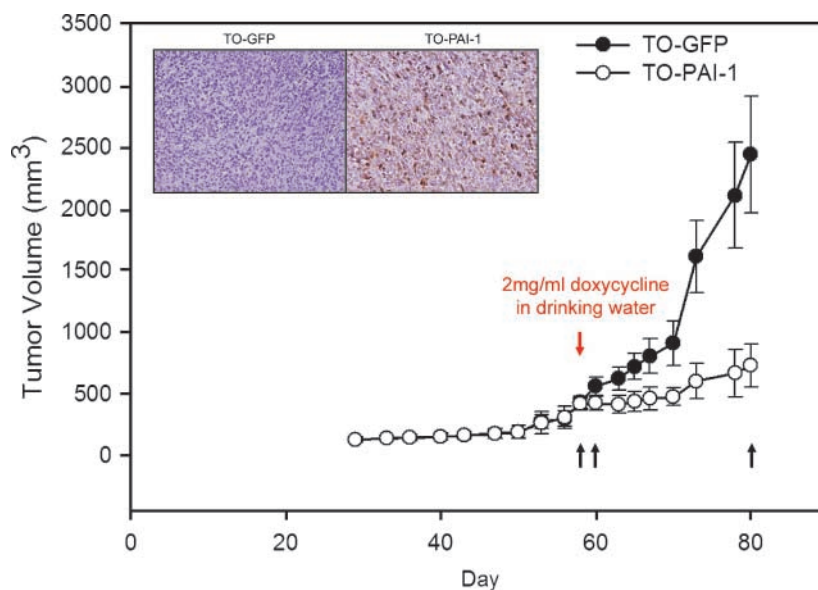 TO-GFP
TO-PAI-1
TO-GFP
TO-PAI-1
2mg/ml doxycycline
in drinking water
Tumor Volume (mm3)
3500
3000
2500
2000
1500
1000
500
0
0
20
40
60
80
Day